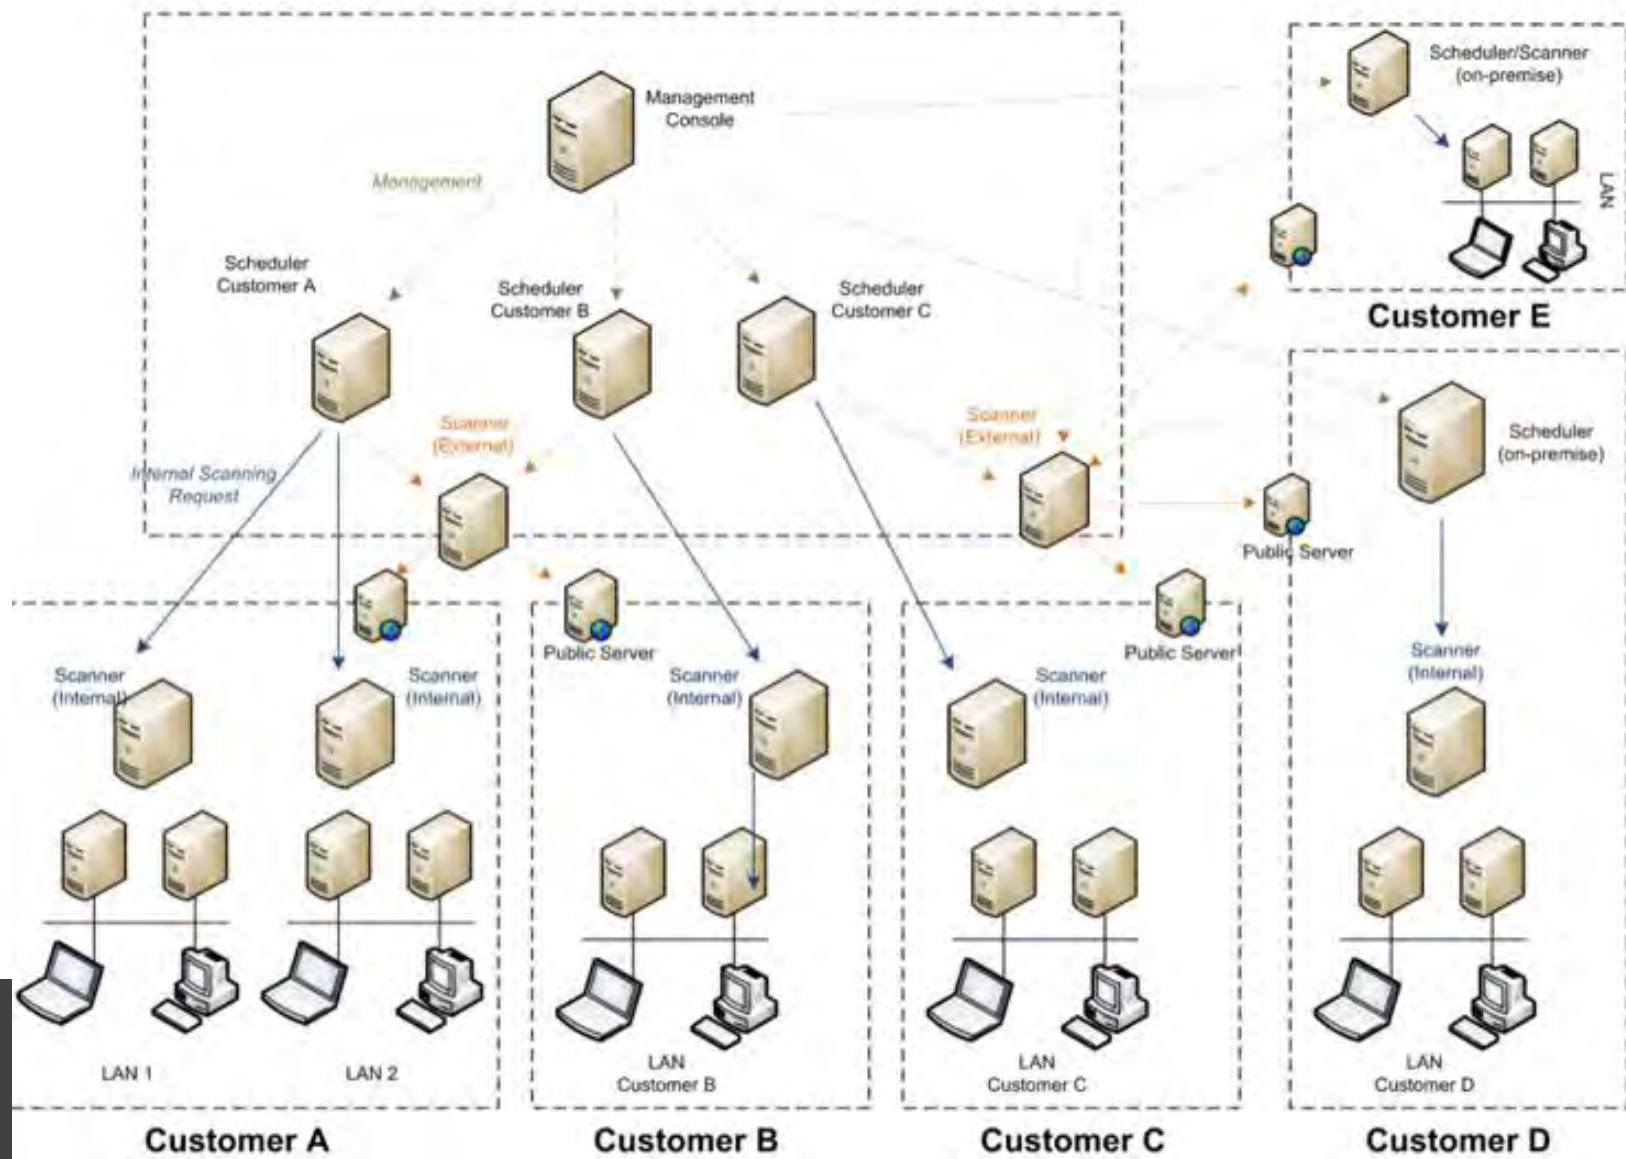 Management
Console
Management
Scheduler
Customer A
Scheduler
Customer B
Scheduler
Customer C
Scheduler/Scanner
(on-premise)
LAN
Customer E
Scanner
(External)
Scanner
(External)
Internal Scanning
Request
Scheduler
(on-premise)
Public Server
Public Server
Public Server
Scanner
(Internal)
Scanner
(Internal)
Scanner
(Internal)
Scanner
(Internal)
Scanner
(Internal)
LAN 1
LAN 2
LAN
Customer B
LAN
Customer C
LAN
Customer D
Customer A
Customer B
Customer C
Customer D